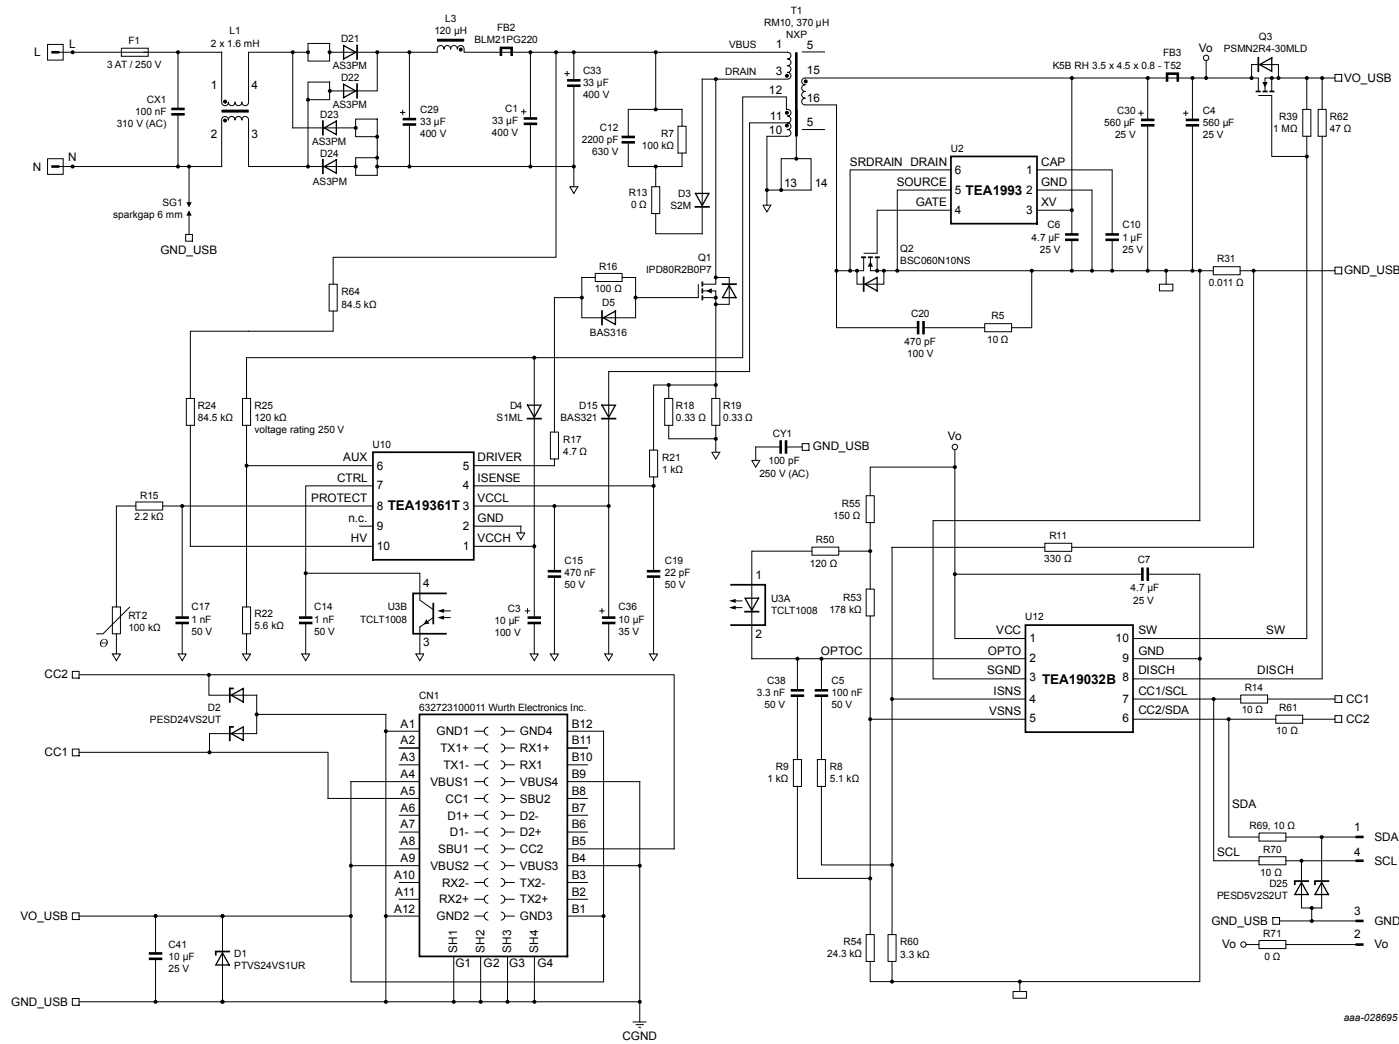 L
L
F1
3 AT / 250 V
CX1
100 nF
310 V (AC)
L1
2 x 1.6 mH
1
4
2
3
N
N
SG1
sparkgap 6 mm
GND_USB
D21
AS3PM
D22
AS3PM
D23
AS3PM
D24
AS3PM
C29
33 µF
400 V
L3
120 µH
FB2
BLM21PG220
C1
33 µF
400 V
C33
33 µF
400 V
C12
2200 pF
630 V
R7
100 kΩ
R13
0 Ω
D3
S2M
VBUS
DRAIN
T1
RM10, 370 µH
NXP
1
3
12
11
10
5
15
16
5
13
14
Q1
IPD80R2B0P7
R16
100 Ω
D5
BAS316
R64
84.5 kΩ
R24
84.5 kΩ
R25
120 kΩ
voltage rating 250 V
D4
S1ML
D15
BAS321
R17
4.7 Ω
R18
0.33 Ω
R19
0.33 Ω
R21
1 kΩ
U10
TEA19361T
AUX
6
CTRL
7
PROTECT
8
n.c.
9
HV
10
5
DRIVER
4
ISENSE
3
VCCL
2
GND
1
VCCH
R15
2.2 kΩ
RT2
100 kΩ
Θ
C17
1 nF
50 V
R22
5.6 kΩ
C14
1 nF
50 V
U3B
TCLT1008
4
3
C3
10 µF
100 V
C15
470 nF
50 V
C36
10 µF
35 V
C19
22 pF
50 V
CY1
100 pF
250 V (AC)
GND_USB
U2
TEA1993
SRDRAIN
DRAIN
6
SOURCE
5
GATE
4
1
CAP
2
GND
3
XV
Q2
BSC060N10NS
C6
4.7 µF
25 V
C10
1 µF
25 V
C30
560 µF
25 V
C4
560 µF
25 V
K5B RH 3.5 x 4.5 x 0.8 - T52
FB3
Vo
Q3
PSMN2R4-30MLD
VO_USB
R39
1 MΩ
R62
47 Ω
R31
0.011 Ω
GND_USB
C20
470 pF
100 V
R5
10 Ω
Vo
R55
150 Ω
R50
120 Ω
R53
178 kΩ
R11
330 Ω
C7
4.7 µF
25 V
1
U3A
TCLT1008
2
U12
TEA19032B
VCC
1
OPTOC
OPTO
2
SGND
3
ISNS
4
VSNS
5
10
SW
SW
9
GND
8
DISCH
DISCH
7
CC1/SCL
6
CC2/SDA
R14
10 Ω
CC1
R61
10 Ω
CC2
C38
3.3 nF
50 V
C5
100 nF
50 V
R9
1 kΩ
R8
5.1 kΩ
R54
24.3 kΩ
R60
3.3 kΩ
SDA
R69, 10 Ω
1
SDA
SCL
R70
10 Ω
4
SCL
D25
PESD5V2S2UT
GND_USB
3
GND
Vo
R71
0 Ω
2
Vo
CC2
D2
PESD24VS2UT
CC1
CN1
632723100011 Wurth Electronics Inc.
A1 GND1 GND4 B12
A2 TX1+ RX1+ B11
A3 TX1- RX1 B10
A4 VBUS1 VBUS4 B9
A5 CC1 SBU2 B8
A6 D1+ D2- B7
A7 D1- D2+ B6
A8 SBU1 CC2 B5
A9 VBUS2 VBUS3 B4
A10 RX2- TX2- B3
A11 RX2+ TX2+ B2
A12 GND2 GND3 B1
SH1 SH2 SH3 SH4
G1 G2 G3 G4
VO_USB
C41
10 µF
25 V
D1
PTVS24VS1UR
GND_USB
CGND
aaa-028695